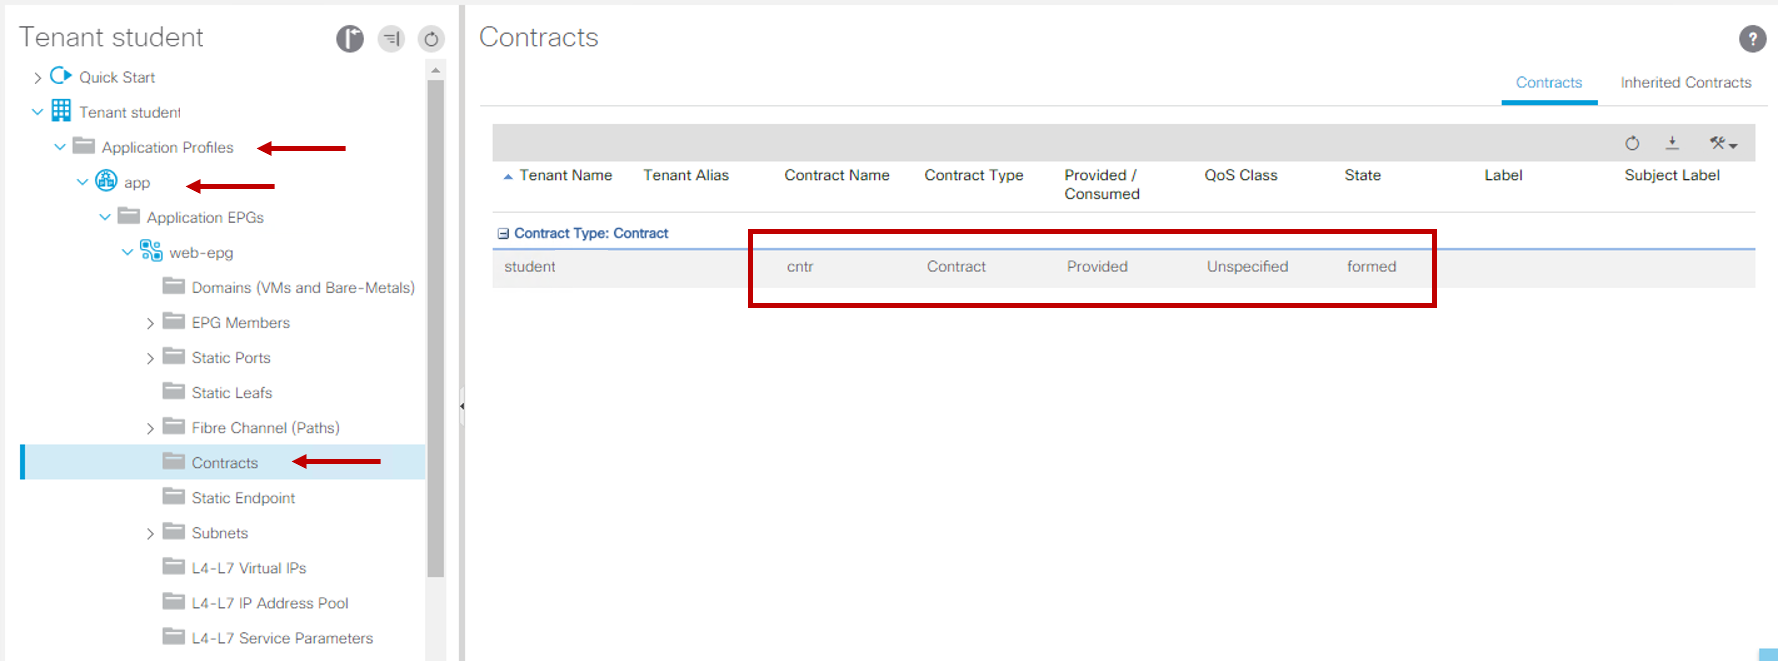 Tenant student
Quick Start
Tenant student
Application Profiles
app
Application EPGs
web-epg
Domains (VMs and Bare-Metals)
EPG Members
Static Ports
Static Leafs
Fibre Channel (Paths)
Contracts
Static Endpoint
Subnets
L4-L7 Virtual IPs
L4-L7 IP Address Pool
L4-L7 Service Parameters
Contracts
?
Contracts Inherited Contracts
Tenant Name Tenant Alias Contract Name Contract Type Provided / Consumed QoS Class State Label Subject Label
Contract Type: Contract
student cntr Contract Provided Unspecified formed